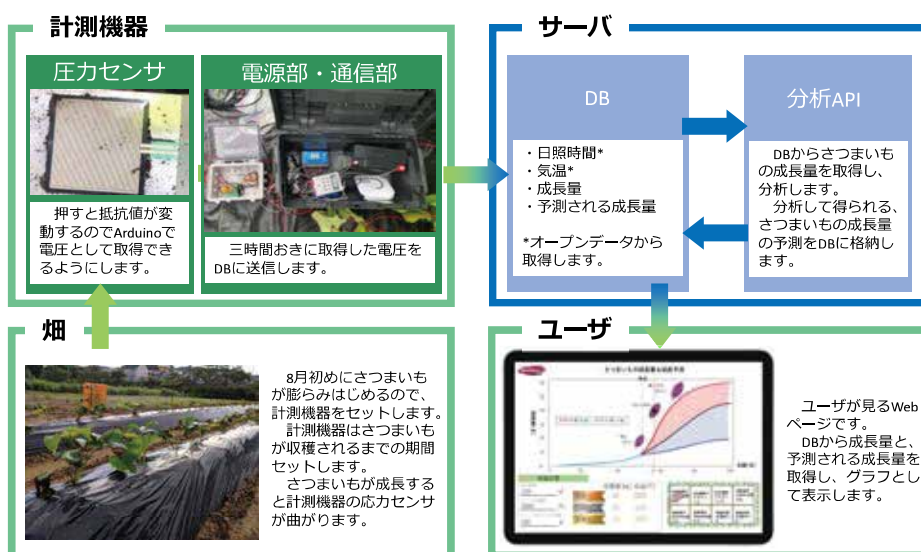 計測機器
圧力センサ
押すと抵抗値が変
動するのでArduinoで
電圧として取得でき
るようにします。
電源部・通信部
三時間おきに取得した電圧を
DBに送信します。
サーバ
DB
・日照時間*
・気温*
・成長量
・予測される成長量
*オープンデータから
取得します。
分析API
DBからさつまいも
の成長量を取得し、
分析します。
分析して得られる、
さつまいもの成長量
の予測をDBに格納し
ます。
畑
8月初めにさつまいも
が膨らみはじめるので、
計測機器をセットします。
計測機器はさつまいも
が収穫されるまでの期間
セットします。
さつまいもが成長する
と計測機器の応力センサ
が曲がります。
ユーザ
さつまいもの成長量&成長予測
ユーザが見るWeb
ページです。
DBから成長量と、
予測される成長量を
取得し、グラフとし
て表示します。